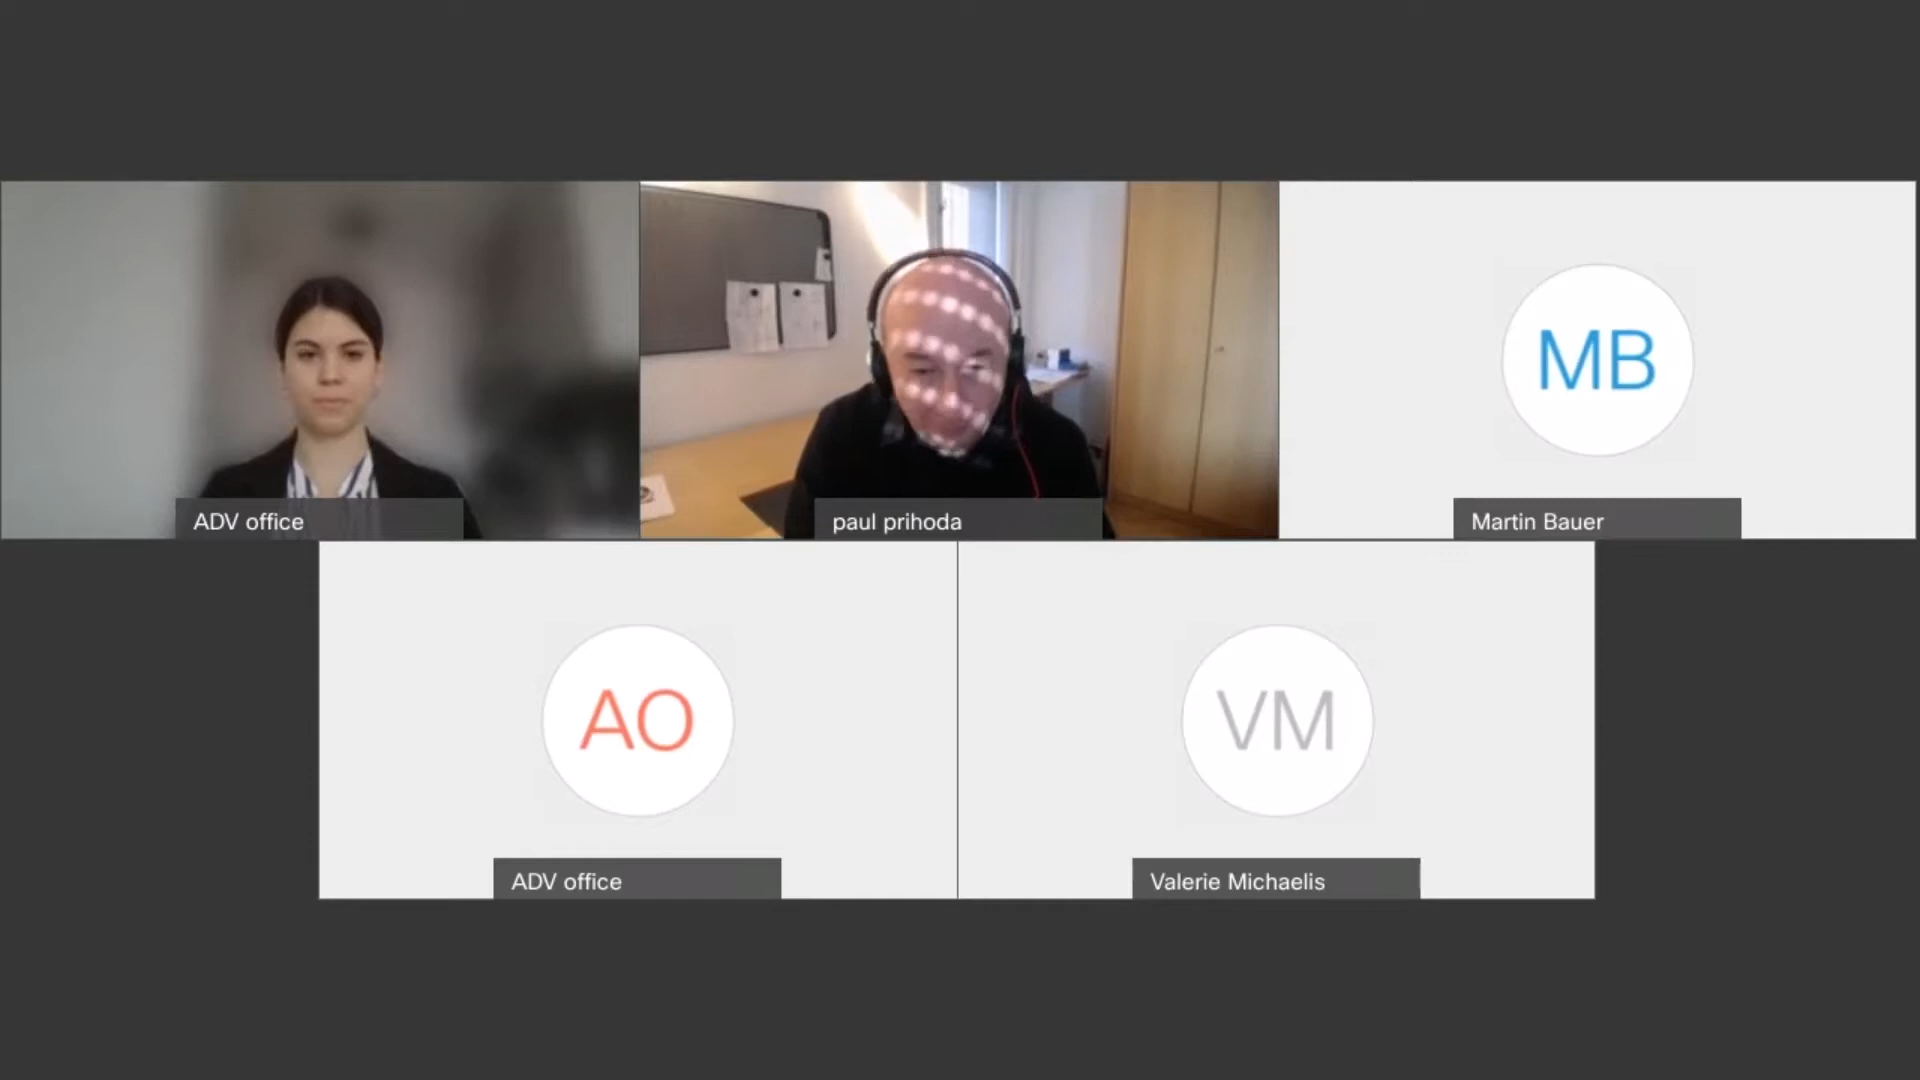 ADV office
paul prihoda
MB
Martin Bauer
AO
ADV office
VM
Valerie Michaelis